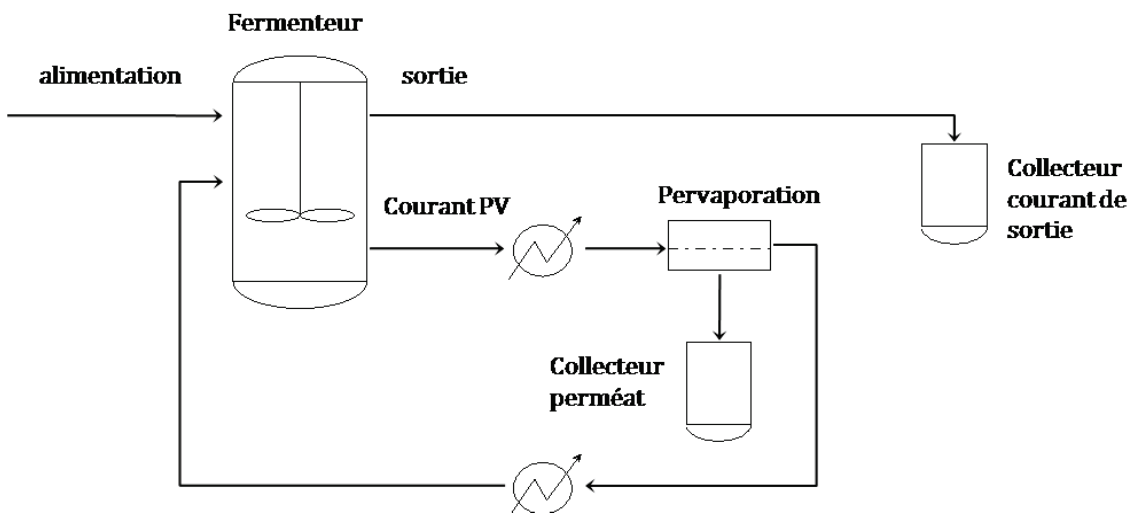 Fermenteur
alimentation
sortie
Courant PV
Pervaporation
Collecteur
courant de
sortie
Collecteur
perméat